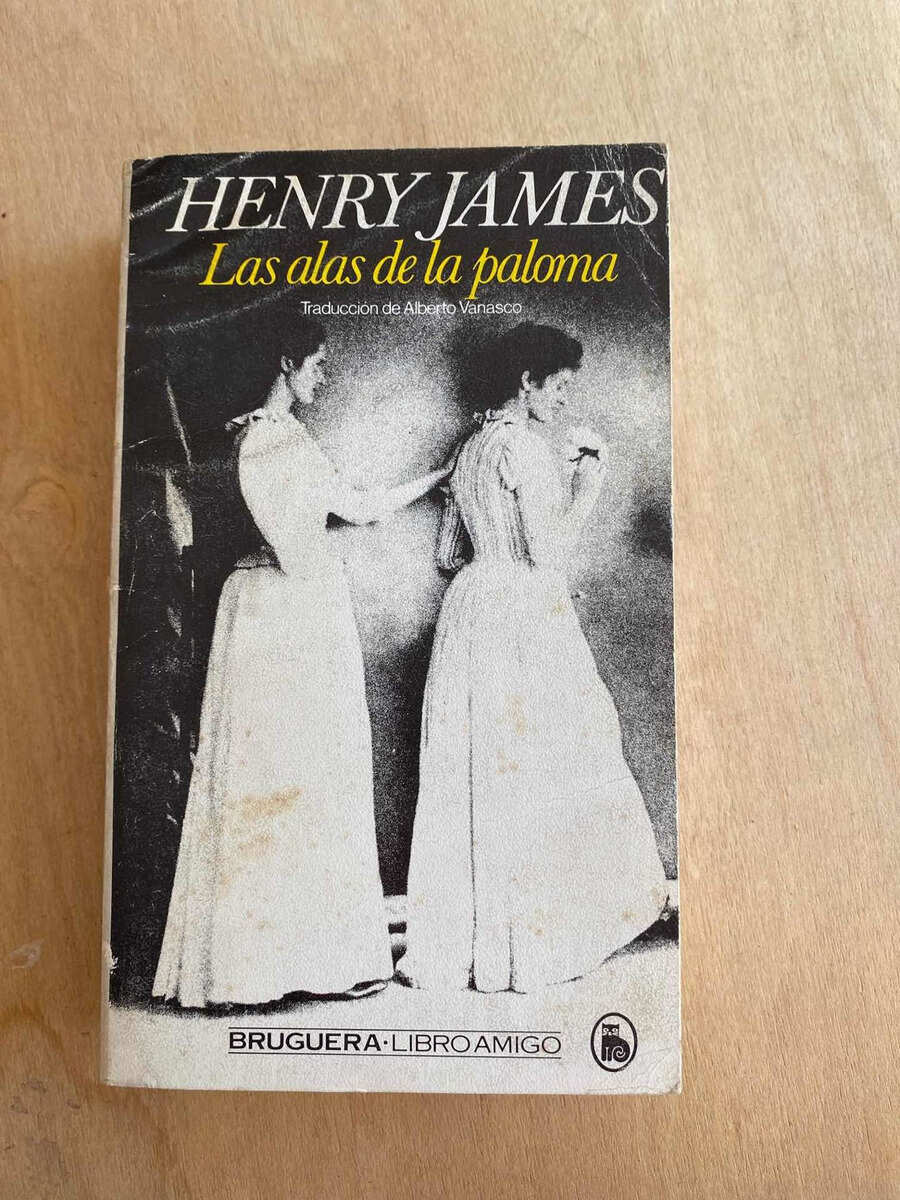 HENRY JAMES
Las alas de la paloma
Traducción de Alberto Vanasco
BRUGUERA·LIBRO AMIGO